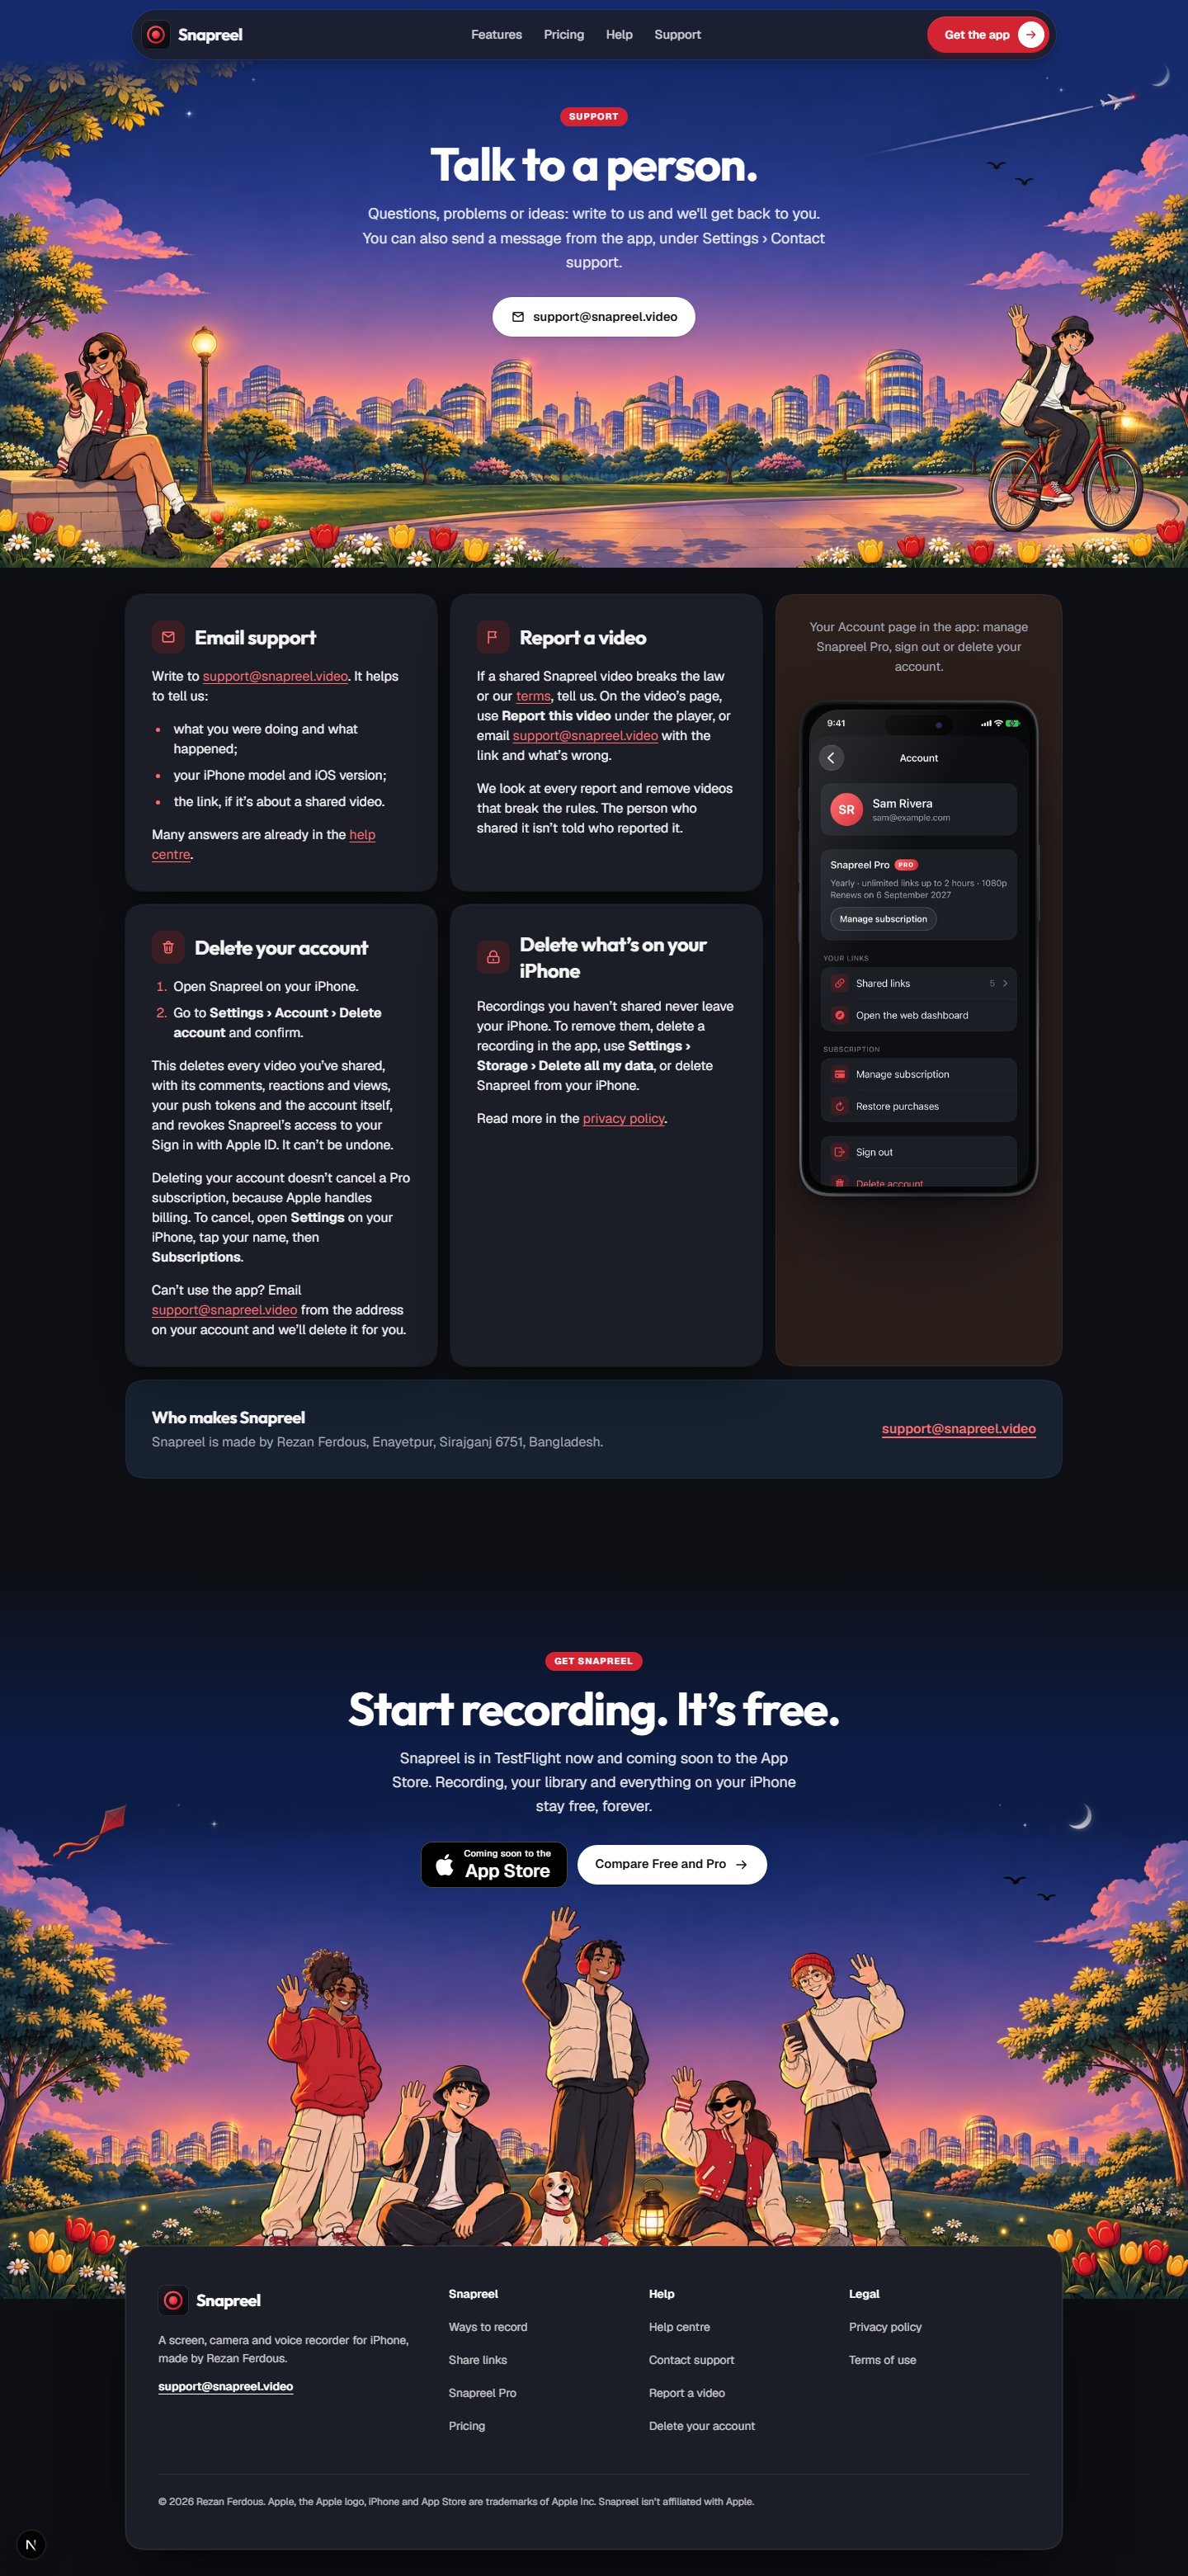 Snapreel
Features
Pricing
Help
Support
Get the app
SUPPORT
Talk to a person.
Questions, problems or ideas: write to us and we'll get back to you.
You can also send a message from the app, under Settings › Contact
support.
support@snapreel.video
Email support
Write to support@snapreel.video. It helps
to tell us:
• what you were doing and what
happened;
• your iPhone model and iOS version;
• the link, if it's about a shared video.
Many answers are already in the help
centre.
Report a video
If a shared Snapreel video breaks the law
or our terms, tell us. On the video's page,
use Report this video under the player, or
email support@snapreel.video with the
link and what's wrong.
We look at every report and remove videos
that break the rules. The person who
shared it isn't told who reported it.
Your Account page in the app: manage
Snapreel Pro, sign out or delete your
account.
9:41
Account
SR
Sam Rivera
sam@example.com
Snapreel Pro PRO
Yearly · unlimited links up to 2 hours · 1080p
Renews on 6 September 2027
Manage subscription
YOUR LINKS
Shared links 5
Open the web dashboard
SUBSCRIPTION
Manage subscription
Restore purchases
Sign out
Delete account
Delete your account
1. Open Snapreel on your iPhone.
2. Go to Settings › Account › Delete
account and confirm.
This deletes every video you've shared,
with its comments, reactions and views,
your push tokens and the account itself,
and revokes Snapreel's access to your
Sign in with Apple ID. It can't be undone.
Deleting your account doesn't cancel a Pro
subscription, because Apple handles
billing. To cancel, open Settings on your
iPhone, tap your name, then
Subscriptions.
Can't use the app? Email
support@snapreel.video from the address
on your account and we'll delete it for you.
Delete what's on your
iPhone
Recordings you haven't shared never leave
your iPhone. To remove them, delete a
recording in the app, use Settings ›
Storage › Delete all my data, or delete
Snapreel from your iPhone.
Read more in the privacy policy.
Who makes Snapreel
Snapreel is made by Rezan Ferdous, Enayetpur, Sirajganj 6751, Bangladesh.
support@snapreel.video
GET SNAPREEL
Start recording. It's free.
Snapreel is in TestFlight now and coming soon to the App
Store. Recording, your library and everything on your iPhone
stay free, forever.
Coming soon to the
App Store
Compare Free and Pro
Snapreel
A screen, camera and voice recorder for iPhone,
made by Rezan Ferdous.
support@snapreel.video
Snapreel
Ways to record
Share links
Snapreel Pro
Pricing
Help
Help centre
Contact support
Report a video
Delete your account
Legal
Privacy policy
Terms of use
© 2026 Rezan Ferdous. Apple, the Apple logo, iPhone and App Store are trademarks of Apple Inc. Snapreel isn't affiliated with Apple.
N